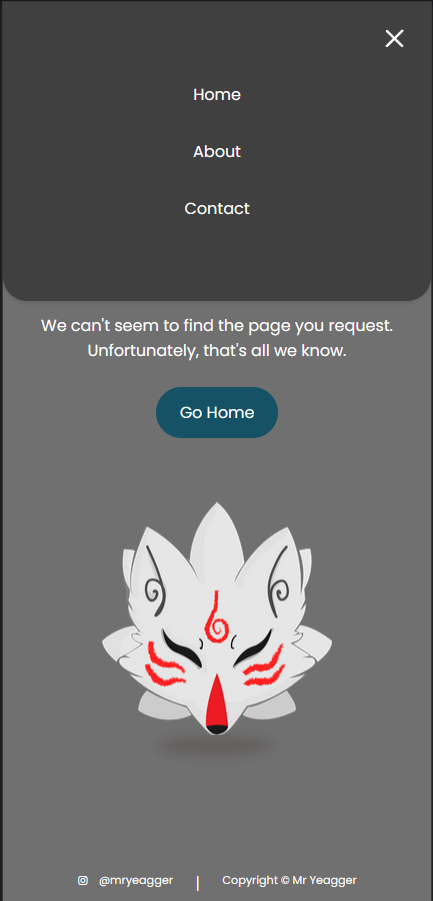 Home
About
Contact
We can't seem to find the page you request.
Unfortunately, that's all we know.
Go Home
@mryeagger | Copyright © Mr Yeagger